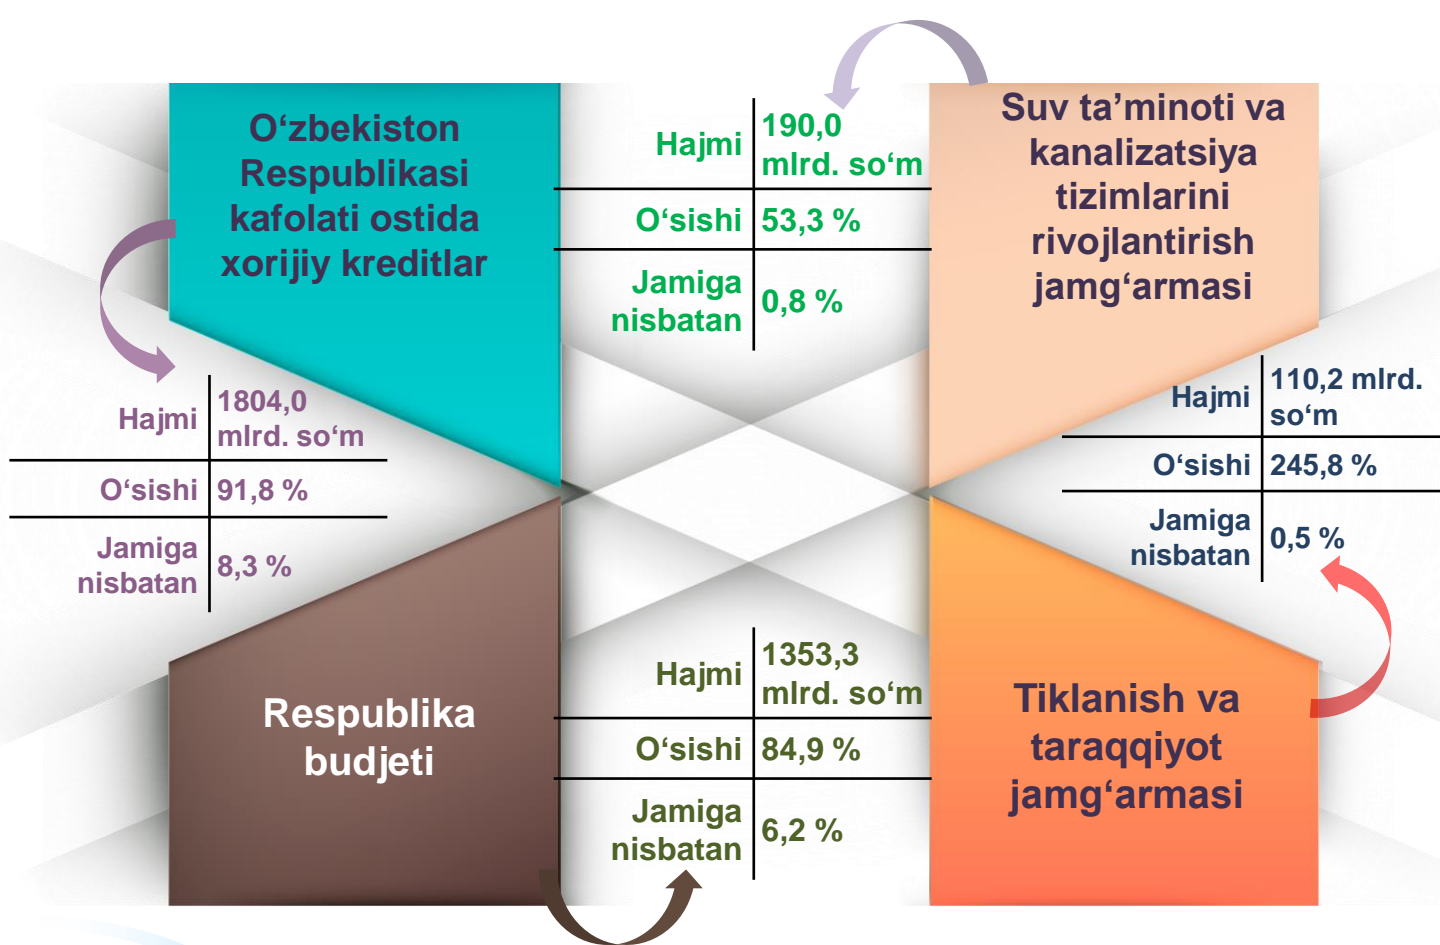 O‘zbekiston
Respublikasi
kafolati ostida
xorijiy kreditlar
Hajmi
190,0
mlrd. so‘m
O‘sishi
53,3 %
Jamiga
nisbatan
0,8 %
Suv ta’minoti va
kanalizatsiya
tizimlarini
rivojlantirish
jamg‘armasi
Hajmi
1804,0
mlrd. so‘m
O‘sishi
91,8 %
Jamiga
nisbatan
8,3 %
Hajmi
110,2 mlrd.
so‘m
O‘sishi
245,8 %
Jamiga
nisbatan
0,5 %
Respublika
budjeti
Hajmi
1353,3
mlrd. so‘m
O‘sishi
84,9 %
Jamiga
nisbatan
6,2 %
Tiklanish va
taraqqiyot
jamg‘armasi